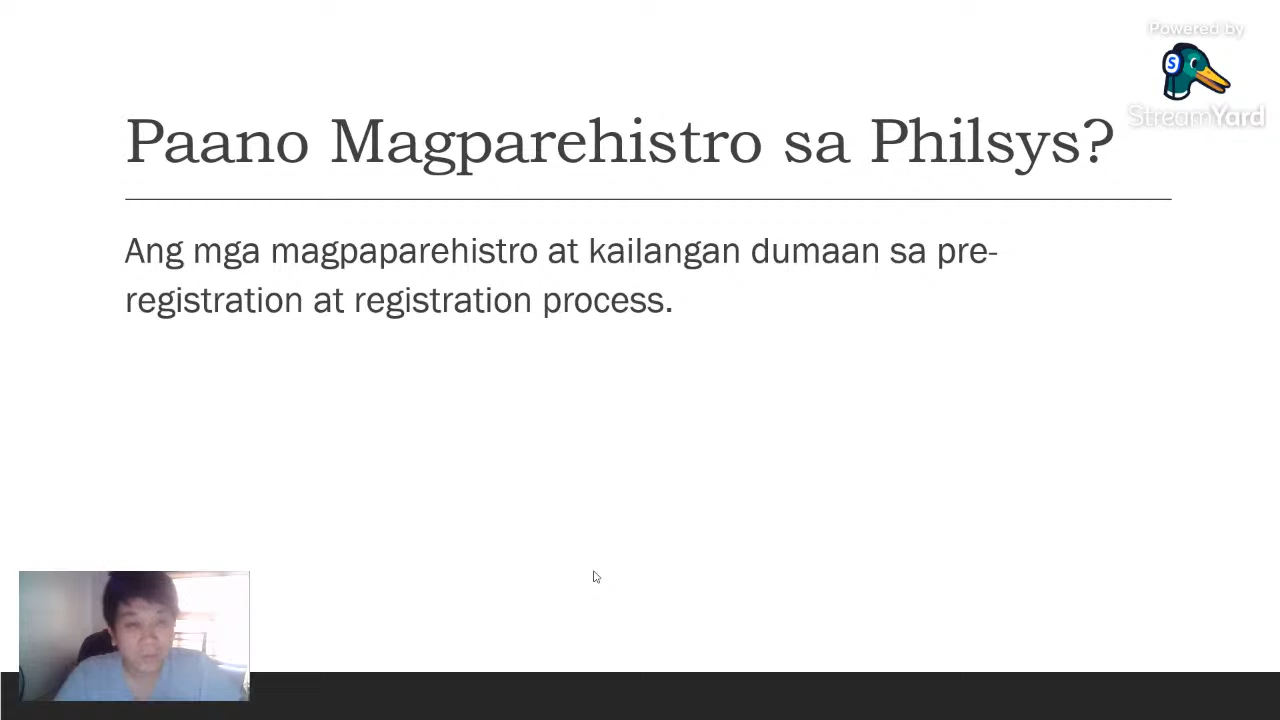 Powered by
S
StreamYard
Paano Magparehistro sa Philsys?
Ang mga magpaparehistro at kailangan dumaan sa pre-
registration at registration process.